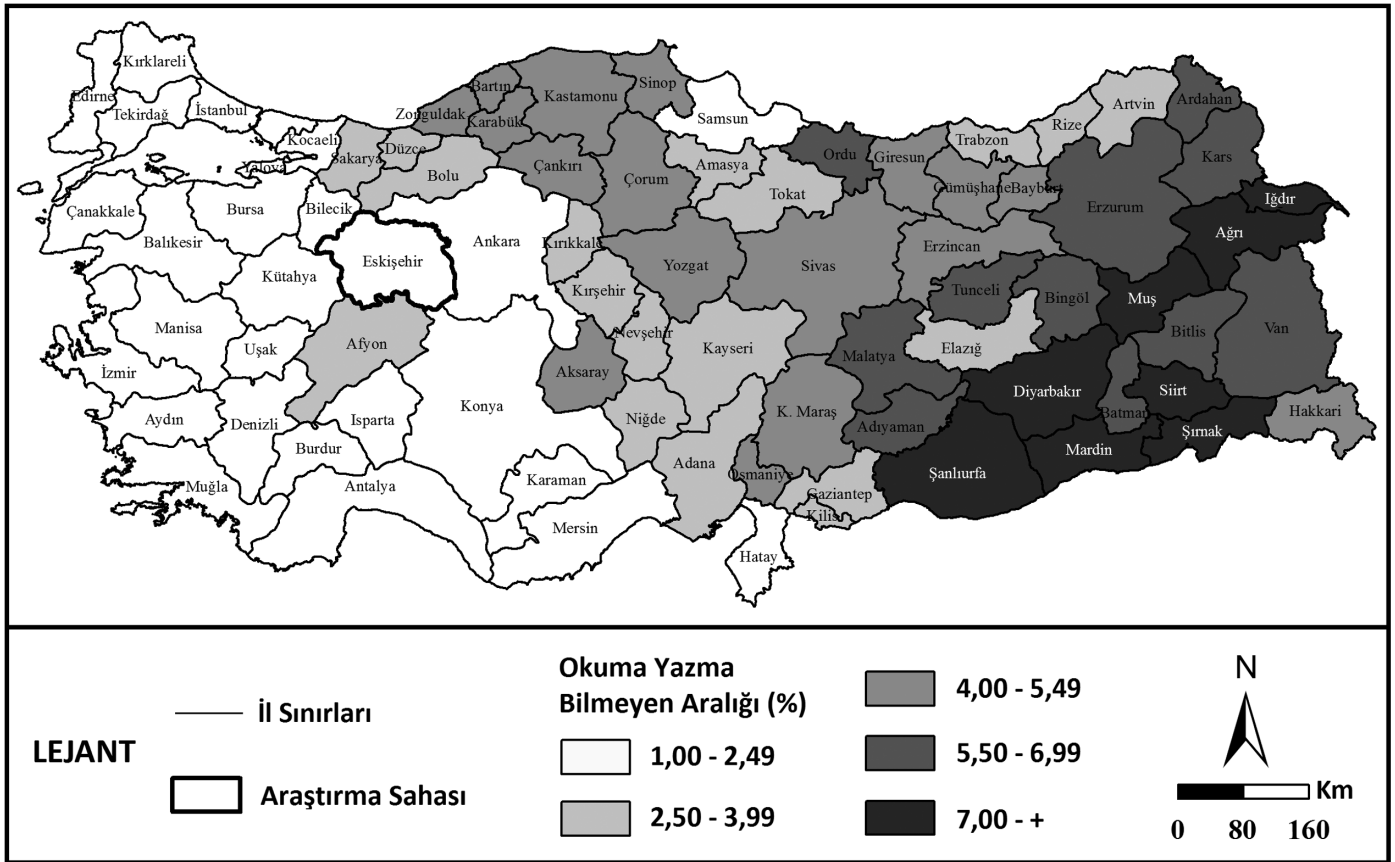 Kırklareli
Edirne
Tekirdağ
İstanbul
Kocaeli
Yalova
Sakarya
Düzce
Bolu
Zonguldak
Bartın
Karabük
Kastamonu
Sinop
Çankırı
Çorum
Samsun
Amasya
Tokat
Ordu
Giresun
Trabzon
Rize
Artvin
Ardahan
Kars
Gümüşhane
Bayburt
Erzurum
Iğdır
Ağrı
Çanakkale
Balıkesir
Bursa
Bilecik
Kütahya
Eskişehir
Ankara
Kırıkkale
Kırşehir
Yozgat
Sivas
Erzincan
Tunceli
Bingöl
Muş
Bitlis
Van
Manisa
Uşak
Afyon
İzmir
Aydın
Denizli
Isparta
Burdur
Muğla
Antalya
Konya
Aksaray
Nevşehir
Kayseri
Niğde
Karaman
Mersin
Adana
K. Maraş
Osmaniye
Hatay
Gaziantep
Kilis
Malatya
Adıyaman
Elazığ
Diyarbakır
Batman
Siirt
Şırnak
Hakkari
Mardin
Şanlıurfa
LEJANT
İl Sınırları
Araştırma Sahası
Okuma Yazma
Bilmeyen Aralığı (%)
1,00 - 2,49
2,50 - 3,99
4,00 - 5,49
5,50 - 6,99
7,00 - +
N
Km
0 80 160